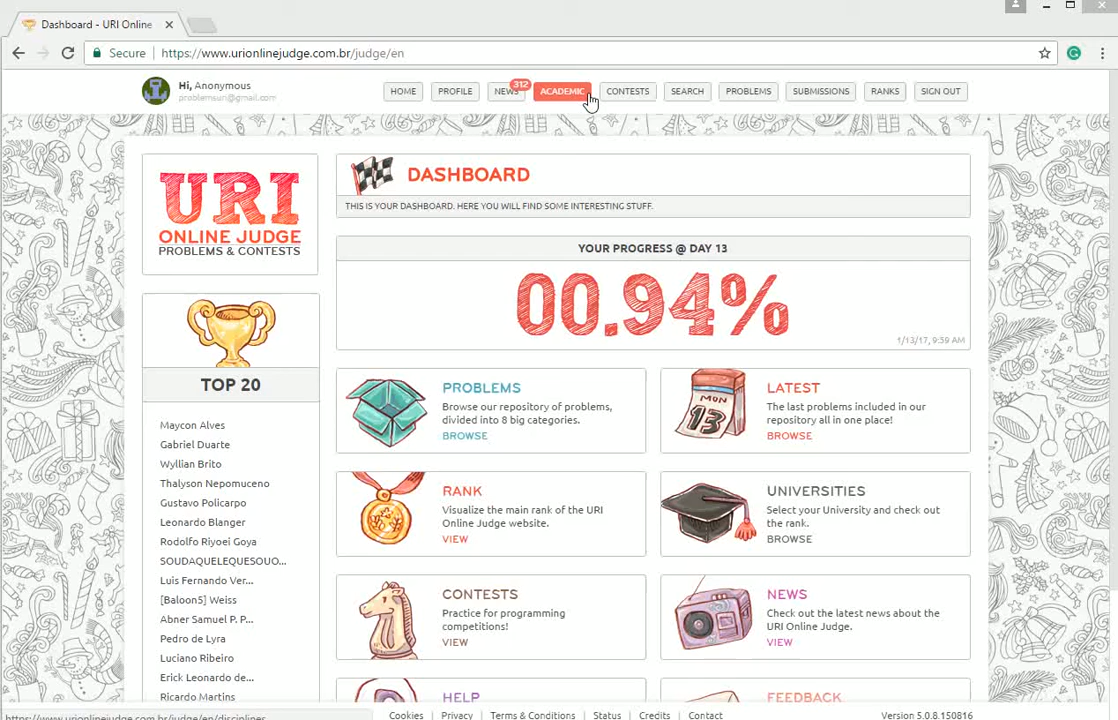 Dashboard - URI Online
Secure
https://www.urionlinejudge.com.br/judge/en
Hi, Anonymous
problemsuri@gmail.com
HOME
PROFILE
NEWS
312
ACADEMIC
CONTESTS
SEARCH
PROBLEMS
SUBMISSIONS
RANKS
SIGN OUT
URI
ONLINE JUDGE
PROBLEMS & CONTESTS
DASHBOARD
THIS IS YOUR DASHBOARD. HERE YOU WILL FIND SOME INTERESTING STUFF.
YOUR PROGRESS @ DAY 13
00.94%
1/13/17, 9:59 AM
TOP 20
Maycon Alves
Gabriel Duarte
Wyllian Brito
Thalyson Nepomuceno
Gustavo Policarpo
Leonardo Blanger
Rodolfo Riyoei Goya
SOUDAQUELEQUESOUO...
Luis Fernando Ver...
[Baloon5] Weiss
Abner Samuel P. P...
Pedro de Lyra
Luciano Ribeiro
Erick Leonardo de...
Ricardo Martins
PROBLEMS
Browse our repository of problems,
divided into 8 big categories.
BROWSE
MON
13
LATEST
The last problems included in our
repository all in one place!
BROWSE
RANK
Visualize the main rank of the URI
Online Judge website.
VIEW
UNIVERSITIES
Select your University and check out
the rank.
BROWSE
CONTESTS
Practice for programming
competitions!
VIEW
NEWS
Check out the latest news about the
URI Online Judge.
VIEW
HELP
FEEDBACK
https://www.urionlinejudge.com.br/judge/en/disciplines
Cookies
Privacy
Terms & Conditions
Status
Credits
Contact
Version 5.0.8.150816